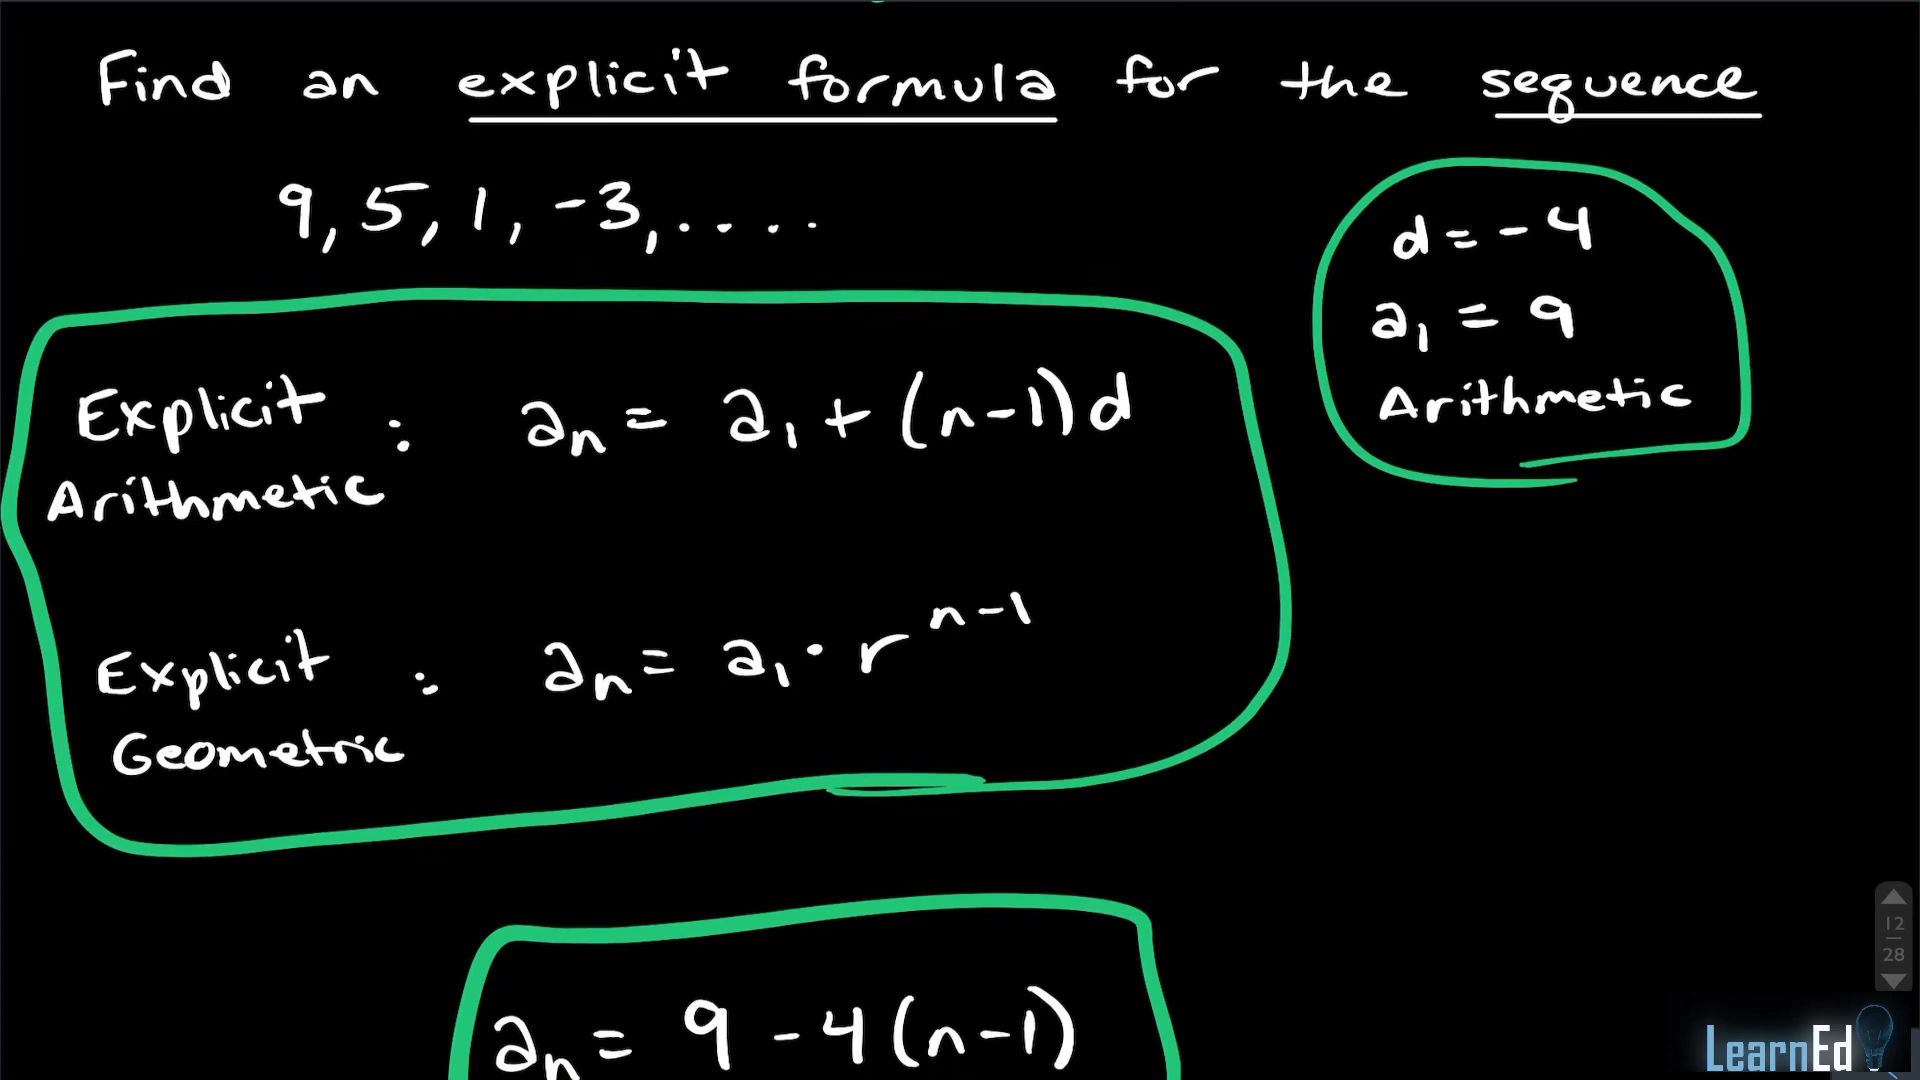 Find an explicit formula for the sequence
9, 5, 1, -3, ....
d = -4
a₁ = 9
Arithmetic
Explicit Arithmetic : aₙ = a₁ + (n-1)d
Explicit Geometric : aₙ = a₁ · rⁿ⁻¹
aₙ = 9 - 4(n-1)
12
28
LearnEd